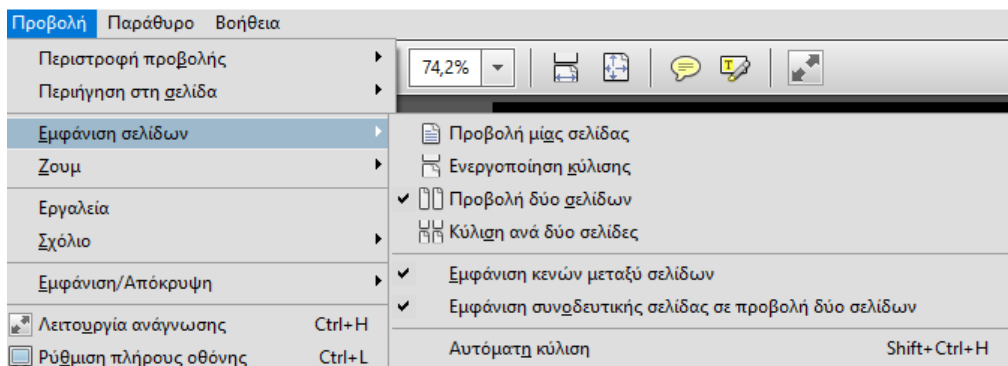 Προβολή Παράθυρο Βοήθεια
74,2%
Περιστροφή προβολής
Περιήγηση στη σελίδα
Εμφάνιση σελίδων
Ζουμ
Εργαλεία
Σχόλιο
Εμφάνιση/Απόκρυψη
Λειτουργία ανάγνωσης Ctrl+H
Ρύθμιση πλήρους οθόνης Ctrl+L
Προβολή μίας σελίδας
Ενεργοποίηση κύλισης
Προβολή δύο σελίδων
Κύλιση ανά δύο σελίδες
Εμφάνιση κενών μεταξύ σελίδων
Εμφάνιση συνοδευτικής σελίδας σε προβολή δύο σελίδων
Αυτόματη κύλιση Shift+Ctrl+H